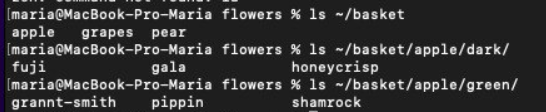 [maria@MacBook-Pro-Maria flowers % ls ~/basket
apple grapes pear
[maria@MacBook-Pro-Maria flowers % ls ~/basket/apple/dark/
fuji gala honeycrisp
[maria@MacBook-Pro-Maria flowers % ls ~/basket/apple/green/
grannt-smith pippin shamrock